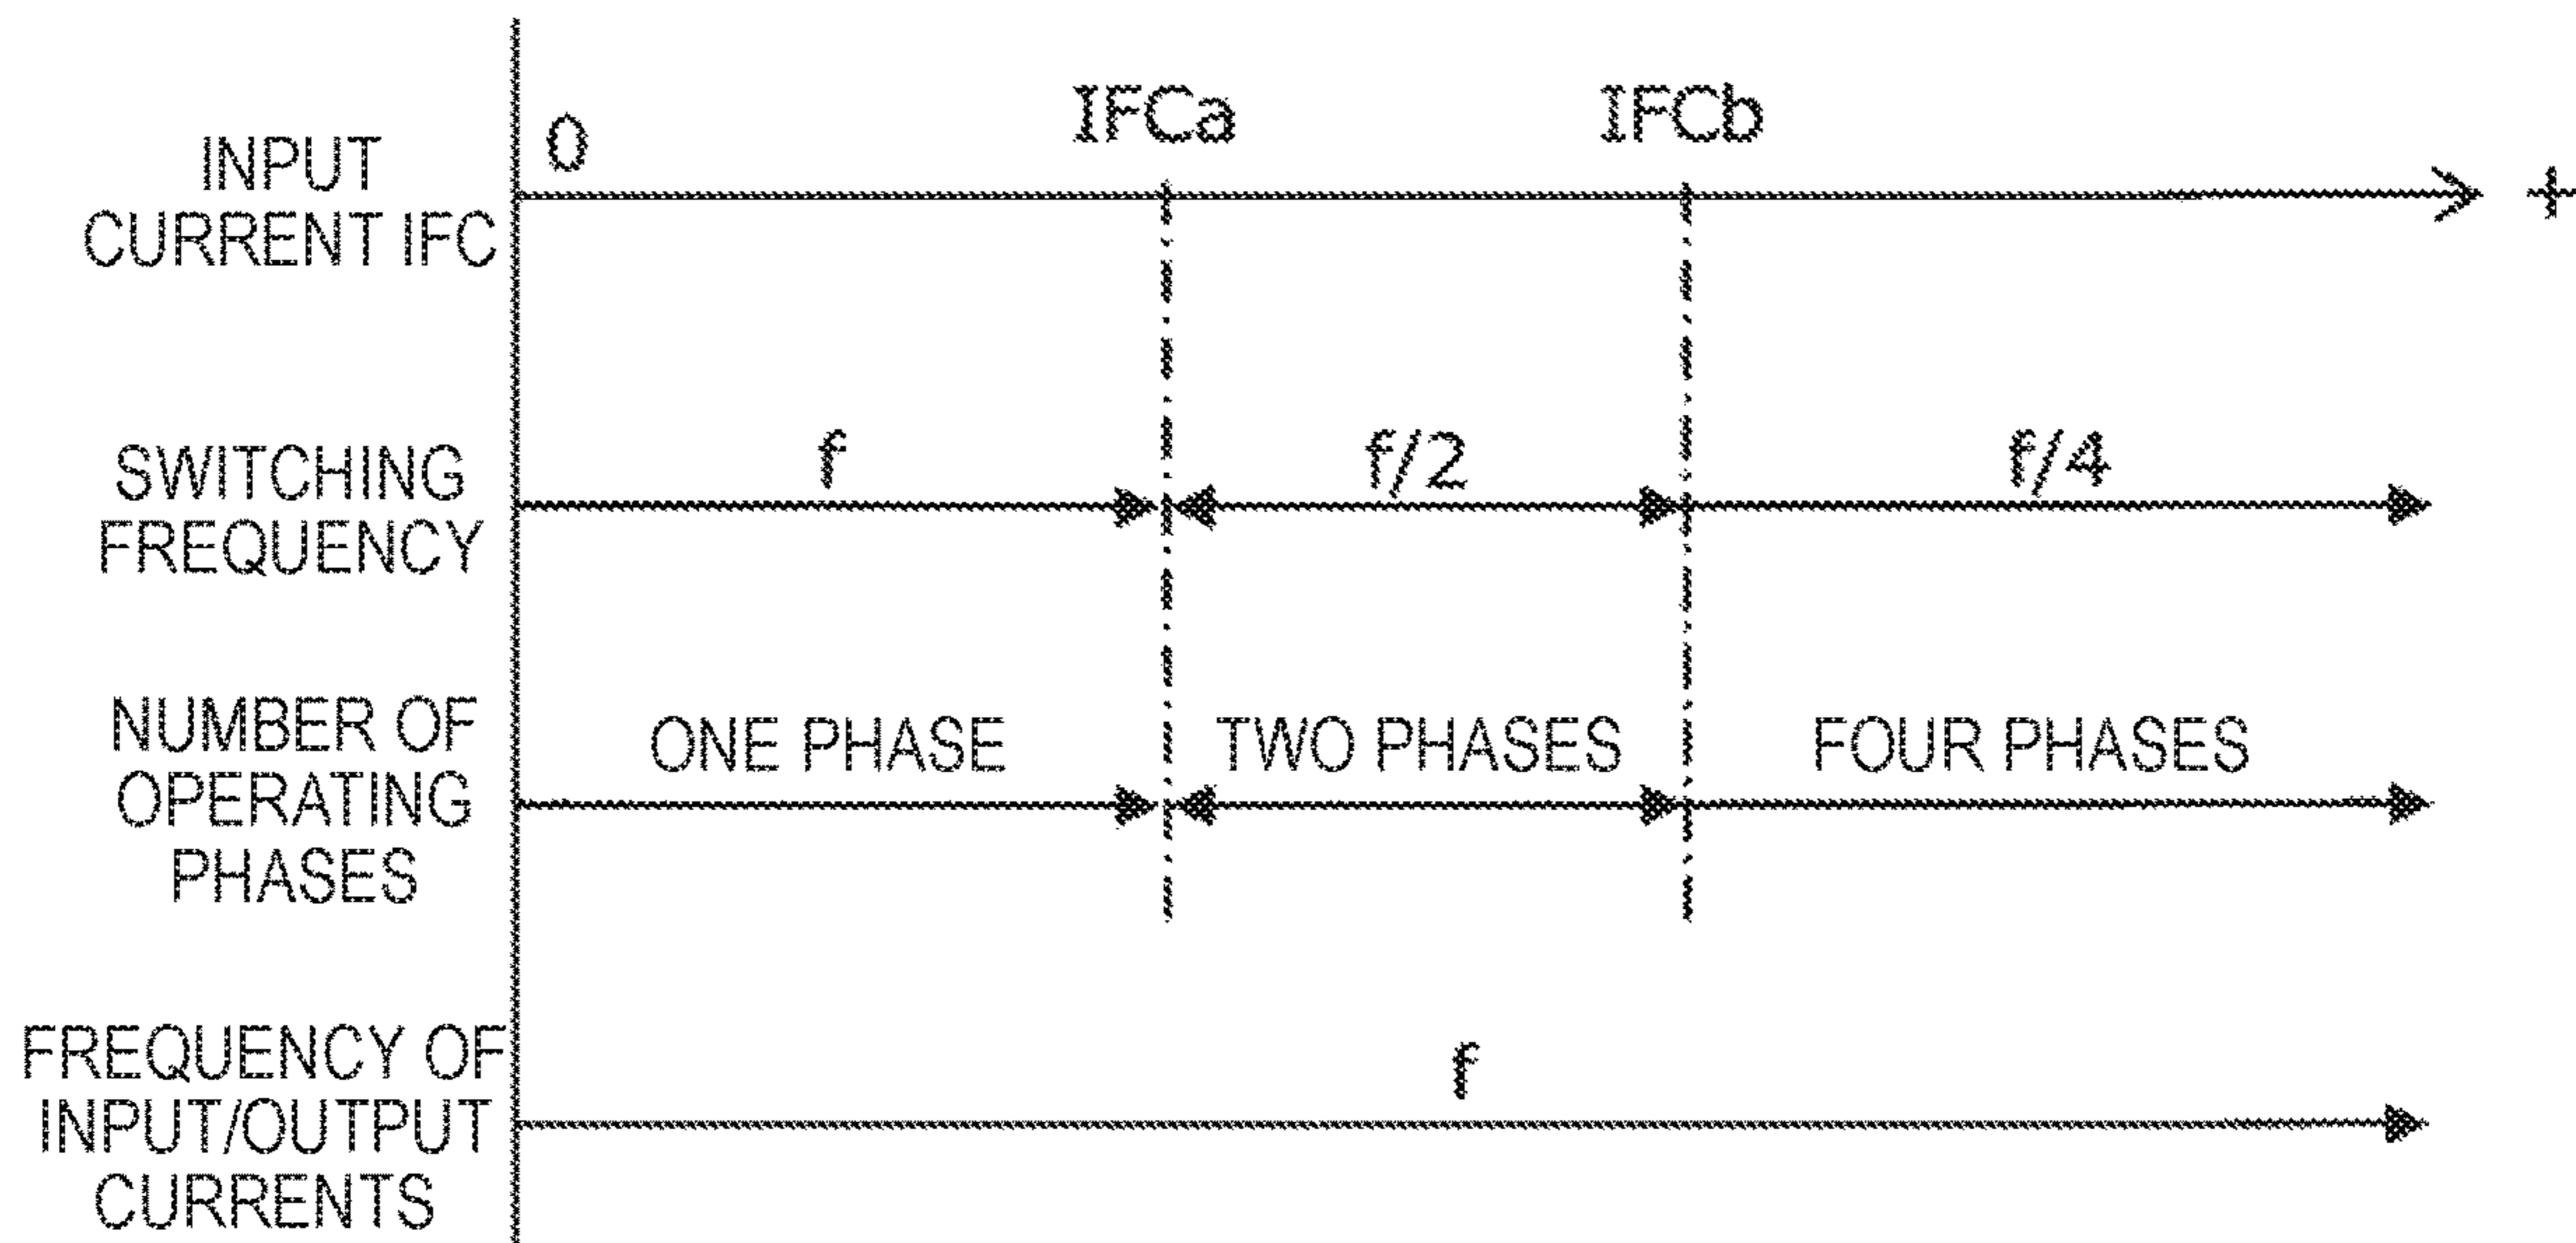 IFCa IFCb
0
INPUT
CURRENT IFC
+
f f/2 f/4
SWITCHING
FREQUENCY
NUMBER OF
OPERATING
PHASES
ONE PHASE TWO PHASES FOUR PHASES
FREQUENCY OF
INPUT/OUTPUT
CURRENTS
f